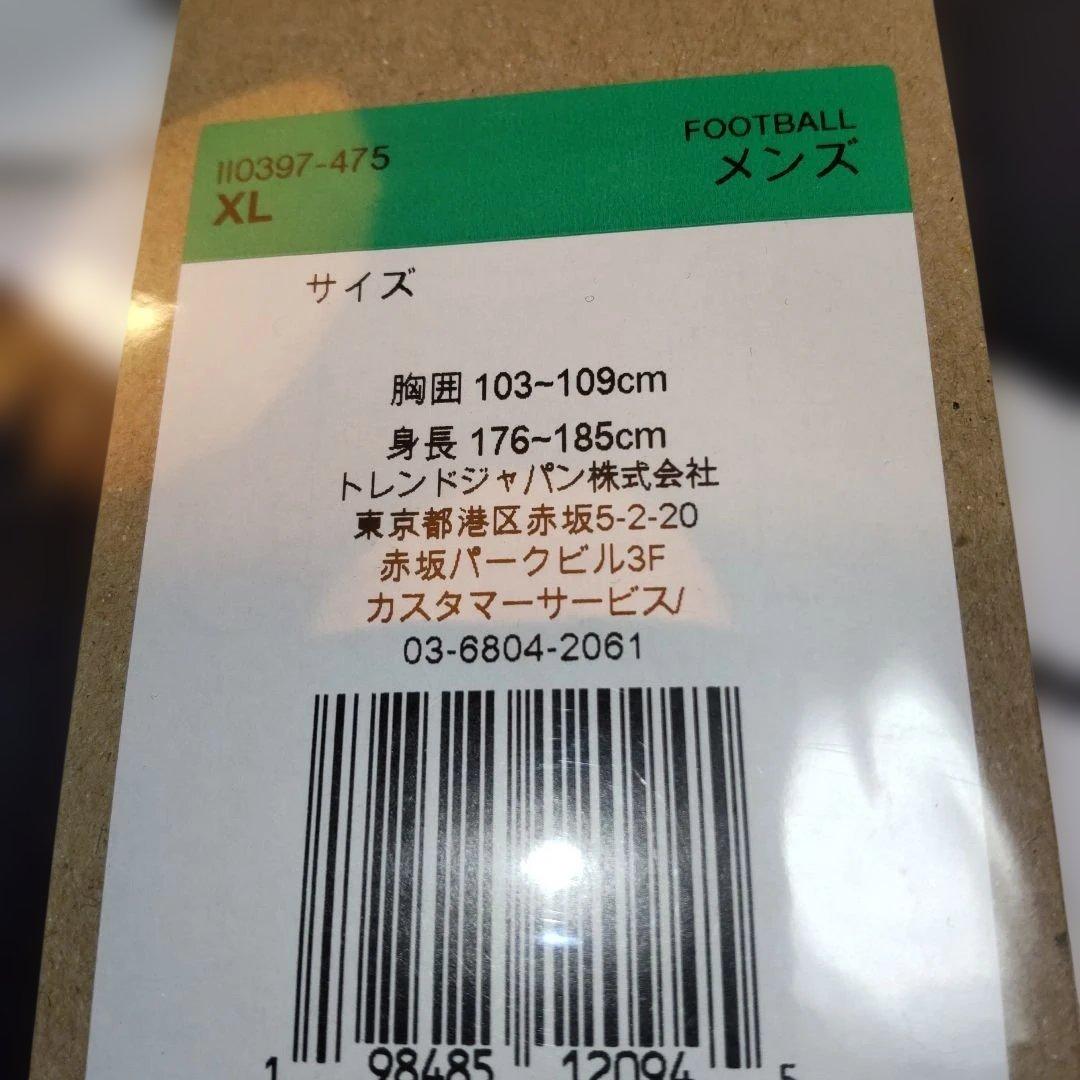 FOOTBALL
II0397-475
メンズ
XL
サイズ
胸囲 103~109cm
身長 176~185cm
トレンドジャパン株式会社
東京都港区赤坂5-2-20
赤坂パークビル3F
カスタマーサービス/
03-6804-2061
1 98485 12094 5